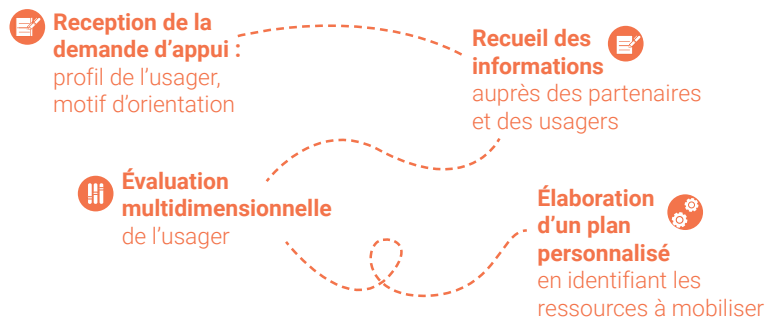 Reception de la
demande d'appui :
profil de l'usager,
motif d'orientation
Recueil des
informations
auprès des partenaires
et des usagers
Évaluation
multidimensionnelle
de l'usager
Élaboration
d'un plan
personnalisé
en identifiant les
ressources à mobiliser